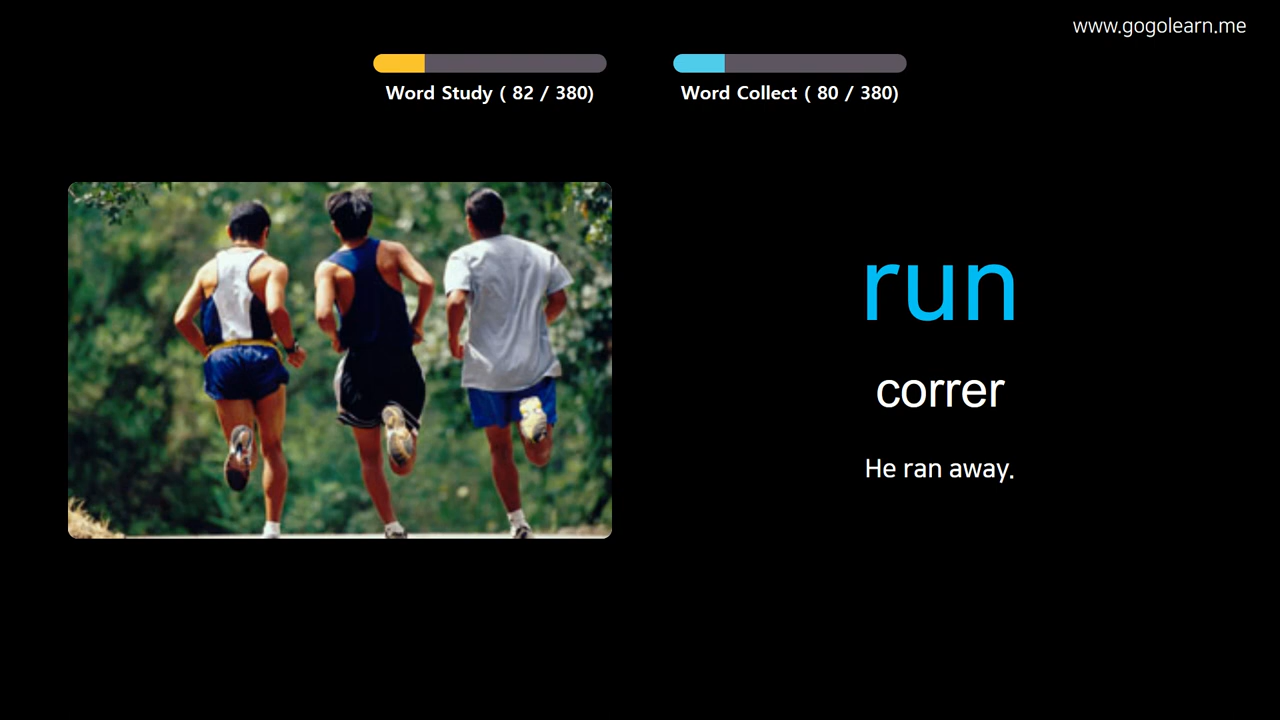 www.gogolearn.me
Word Study ( 82 / 380)
Word Collect ( 80 / 380)
run
correr
He ran away.